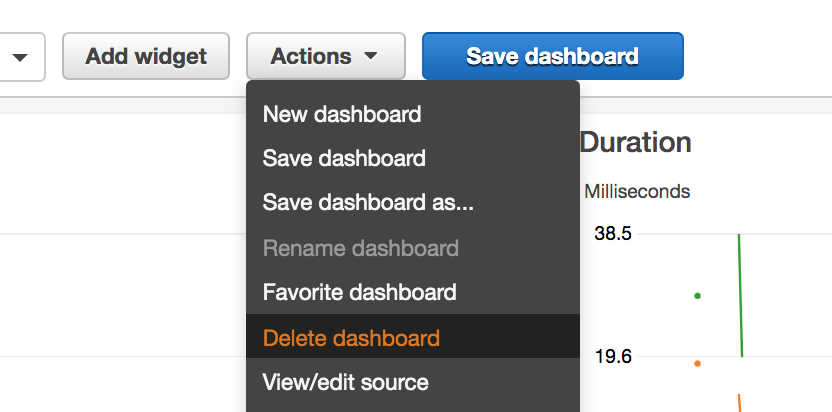 Add widget Actions Save dashboard
New dashboard
Save dashboard
Save dashboard as...
Rename dashboard
Favorite dashboard
Delete dashboard
View/edit source
Duration
Milliseconds
38.5
19.6